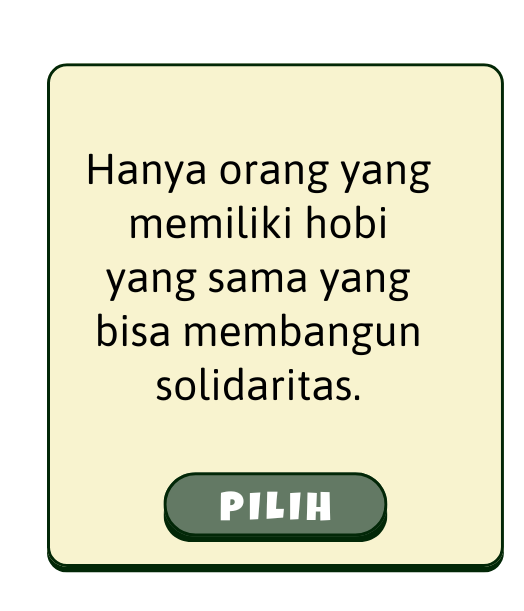 Hanya orang yang
memiliki hobi
yang sama yang
bisa membangun
solidaritas.
PILIH